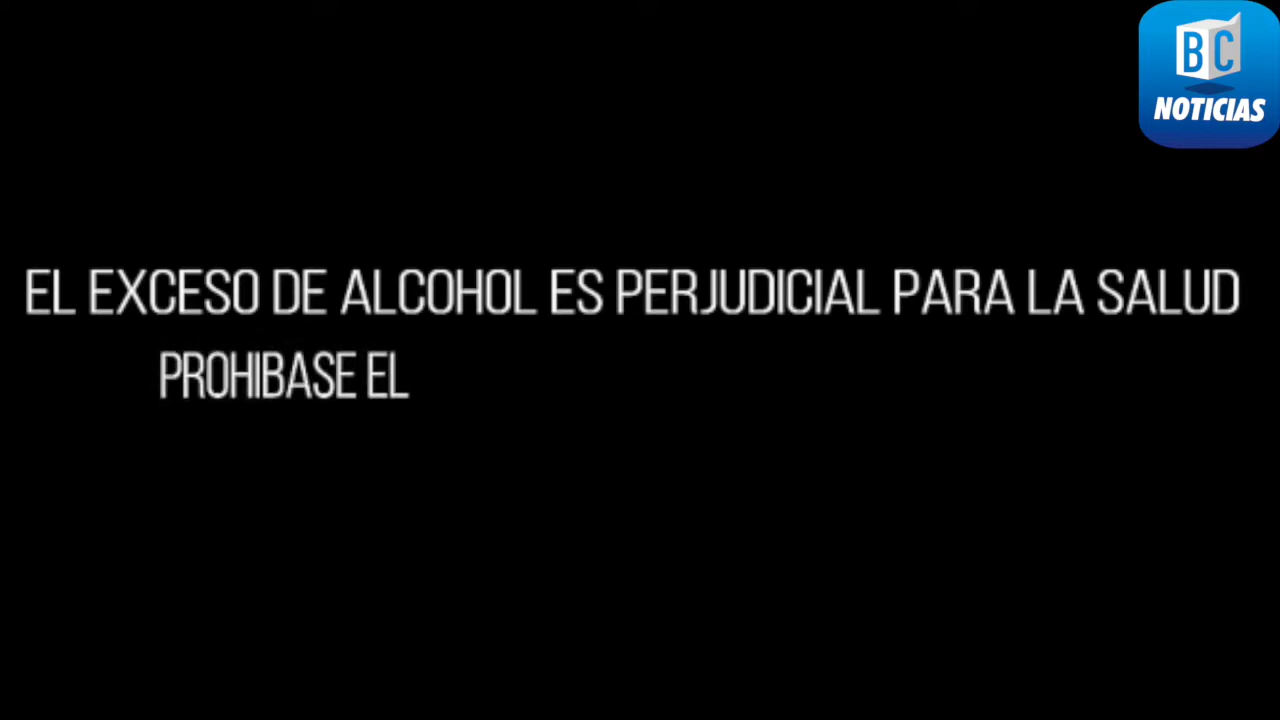 BC
NOTICIAS
EL EXCESO DE ALCOHOL ES PERJUDICIAL PARA LA SALUD
PROHIBASE EL